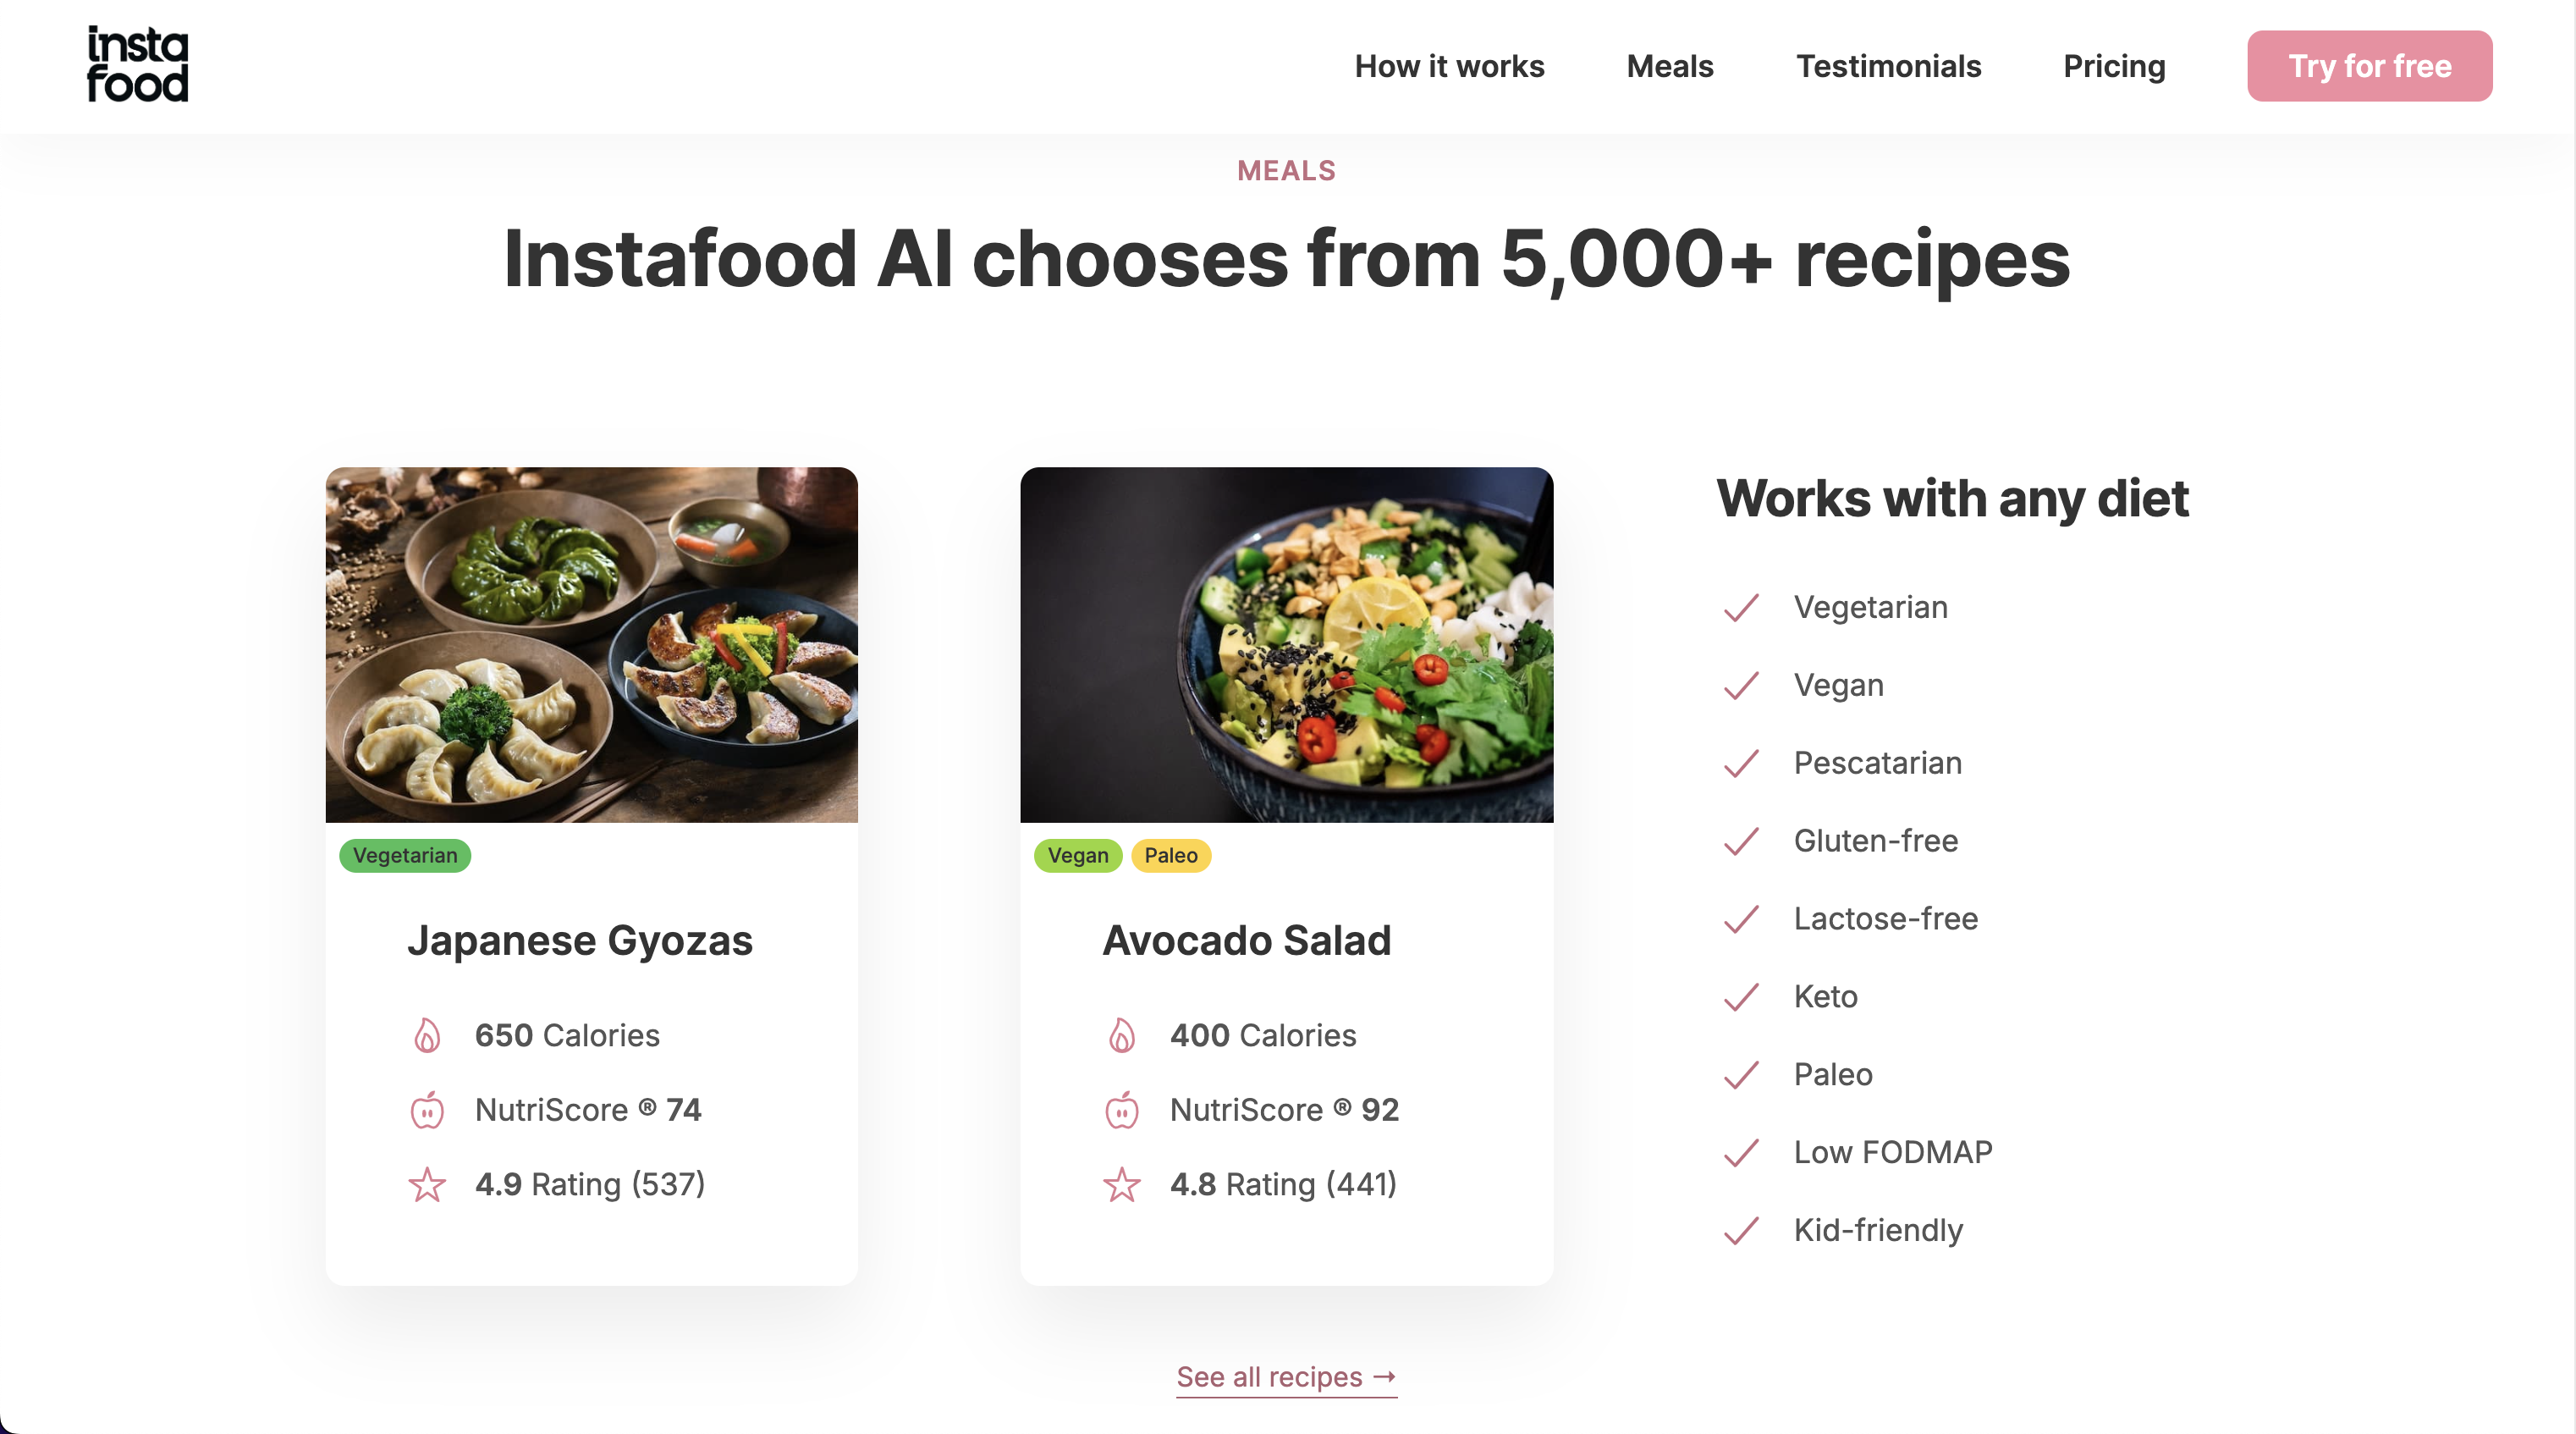 insta
food
How it works
Meals
Testimonials
Pricing
Try for free
MEALS
Instafood AI chooses from 5,000+ recipes
Vegetarian
Japanese Gyozas
650 Calories
NutriScore ® 74
4.9 Rating (537)
Vegan
Paleo
Avocado Salad
400 Calories
NutriScore ® 92
4.8 Rating (441)
Works with any diet
Vegetarian
Vegan
Pescatarian
Gluten-free
Lactose-free
Keto
Paleo
Low FODMAP
Kid-friendly
See all recipes →